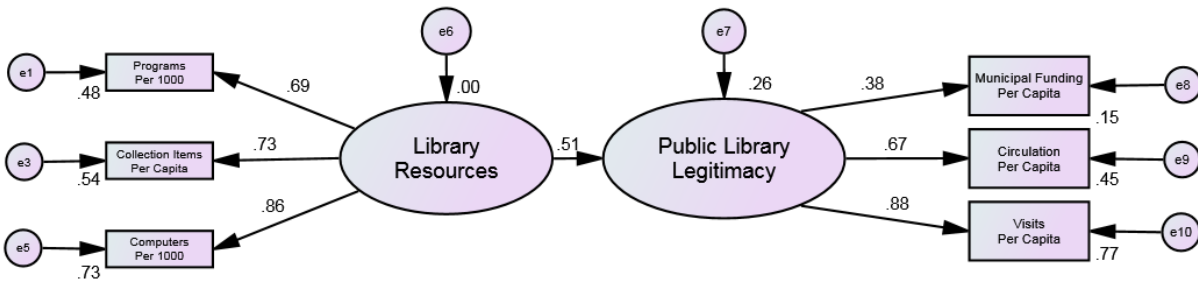 e6
e7
e1
Programs
Per 1000
.48
.69
.00
.26
.38
Municipal Funding
Per Capita
e8
.15
e3
Collection Items
Per Capita
.54
.73
Library
Resources
.51
Public Library
Legitimacy
.67
Circulation
Per Capita
e9
.45
e5
Computers
Per 1000
.73
.86
.88
Visits
Per Capita
e10
.77